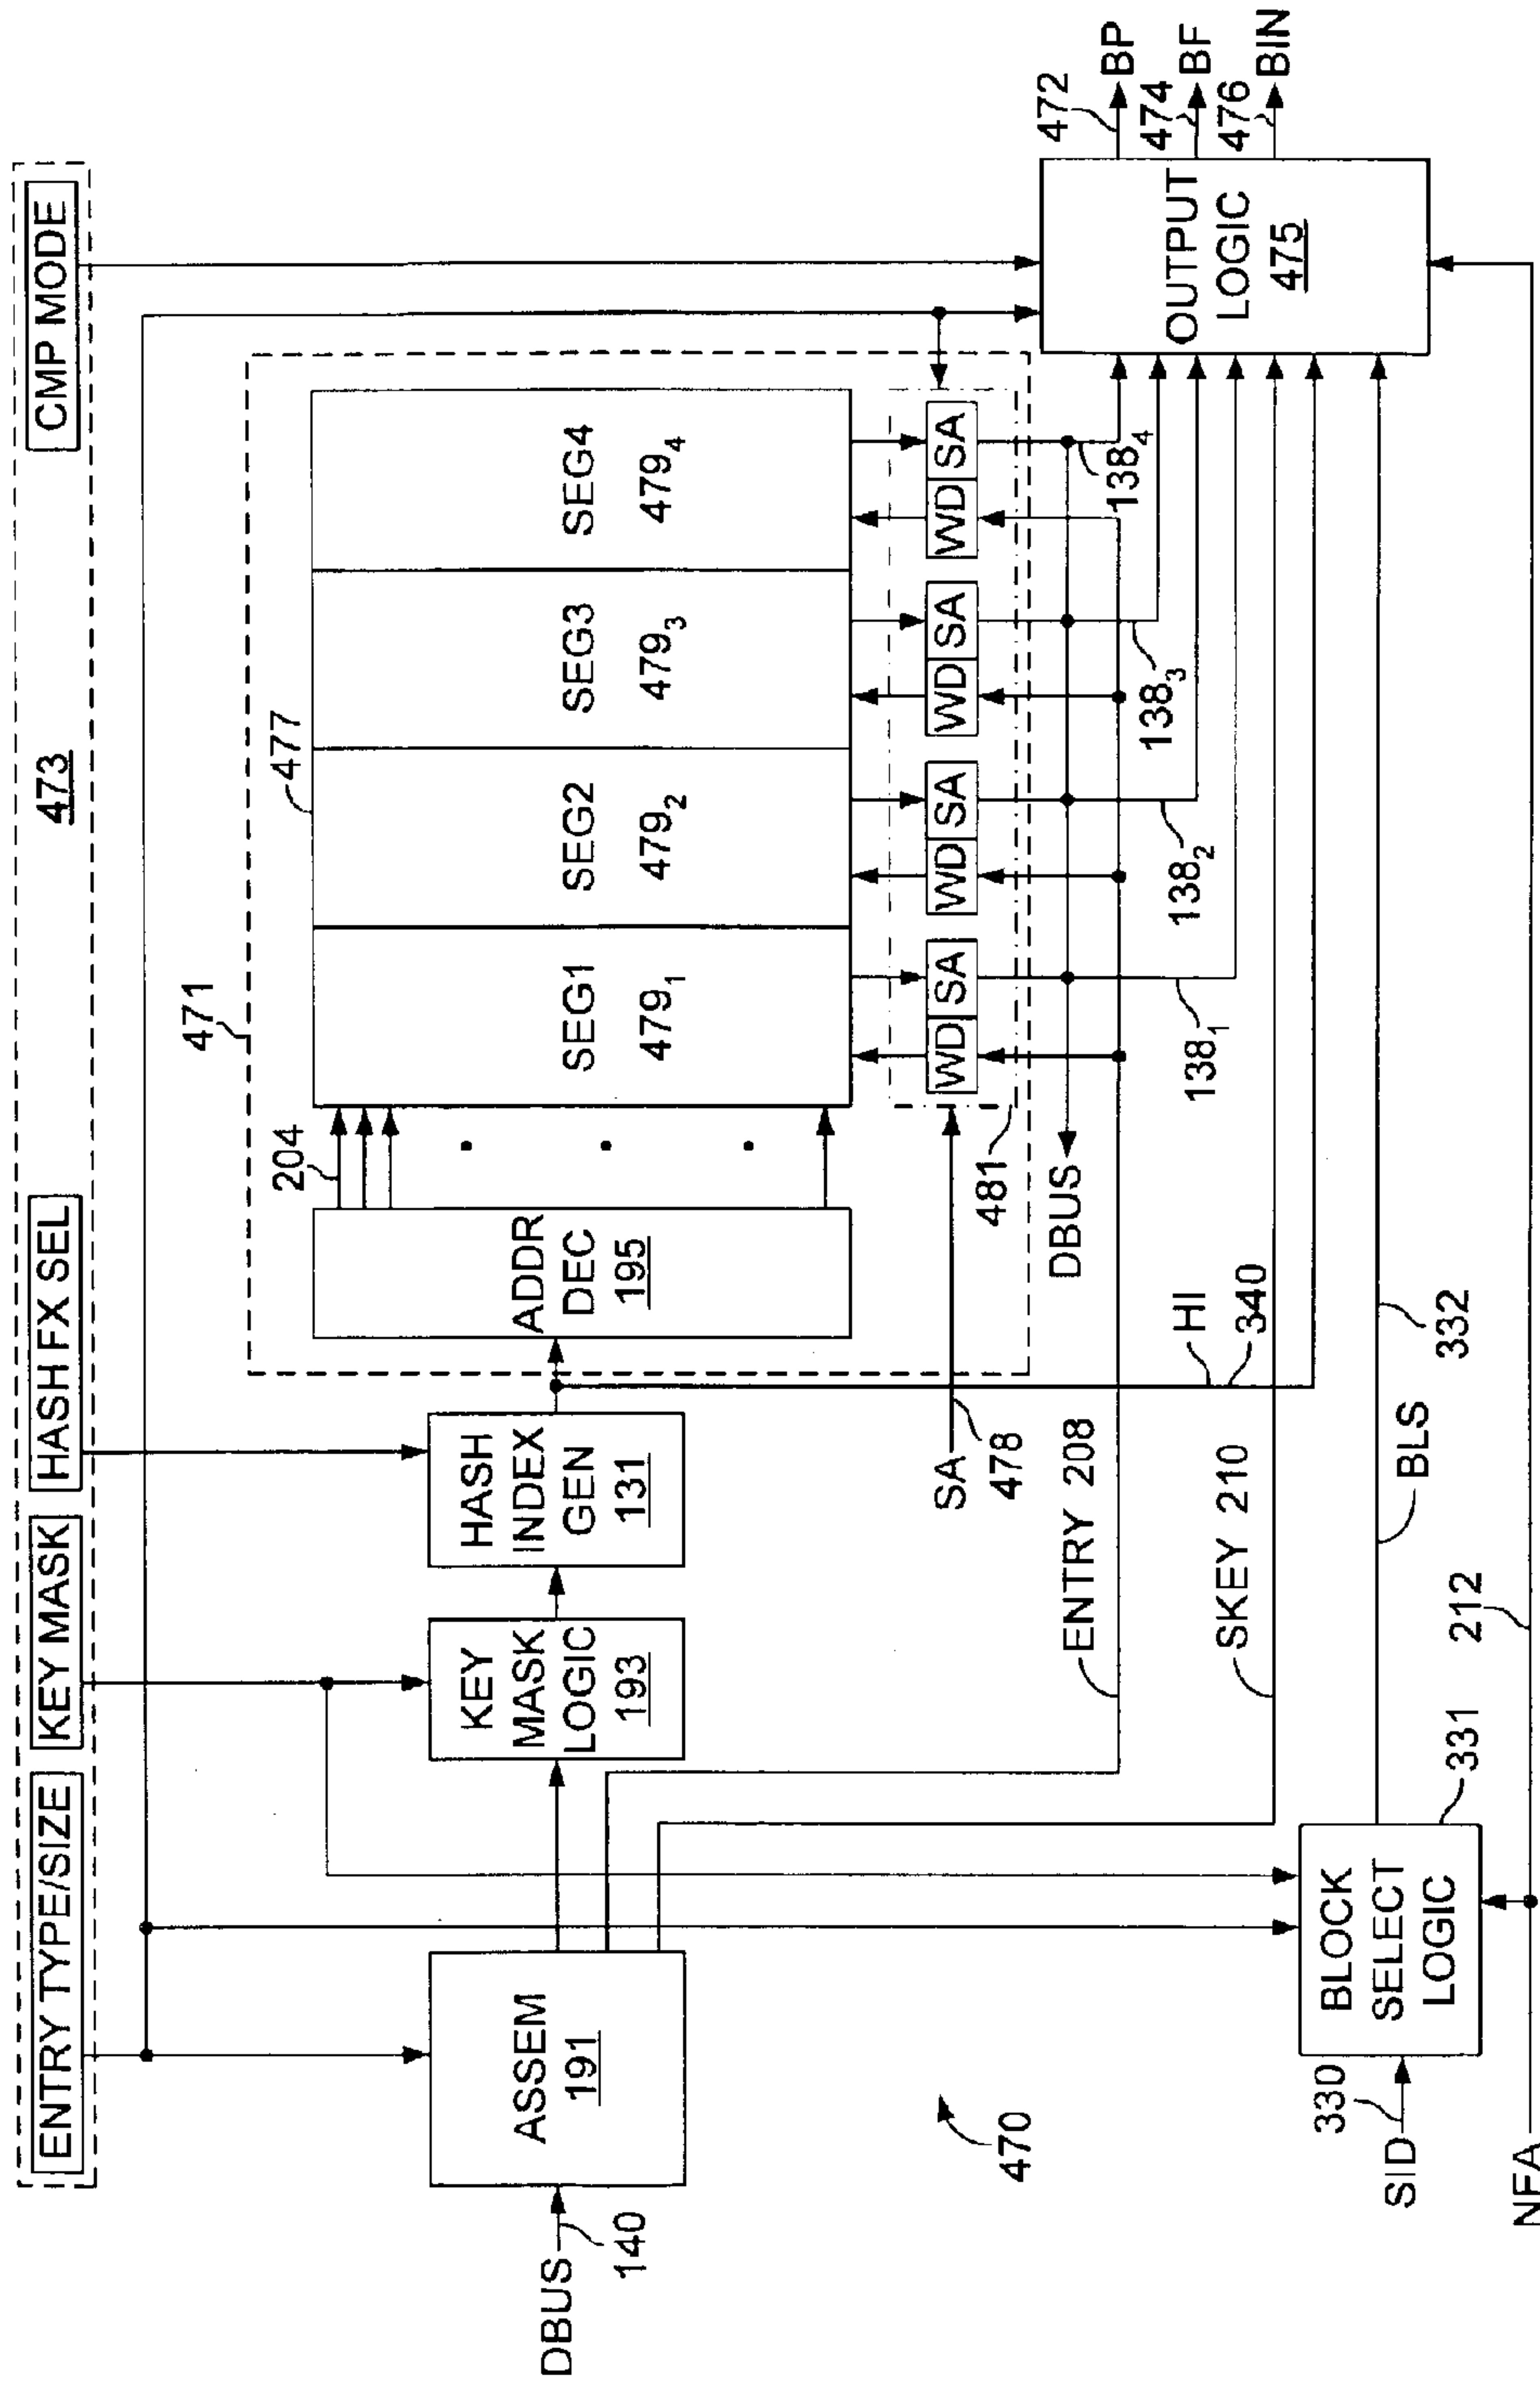 473
ENTRY TYPE/SIZE
KEY MASK
HASH FX SEL
CMP MODE
471
477
204
SEG1
479₁
SEG2
479₂
SEG3
479₃
SEG4
479₄
ADDR
DEC
195
HASH
INDEX
GEN
131
KEY
MASK
LOGIC
193
ASSEM
191
DBUS
140
WD SA
WD SA
WD SA
WD SA
481
SA
478
DBUS
138₁
138₂
138₃
138₄
OUTPUT
LOGIC
475
472
BP
474
BF
476
BIN
ENTRY 208
SKEY 210
HI
340
BLS
332
BLOCK
SELECT
LOGIC
331
SID
330
NFA
212
470